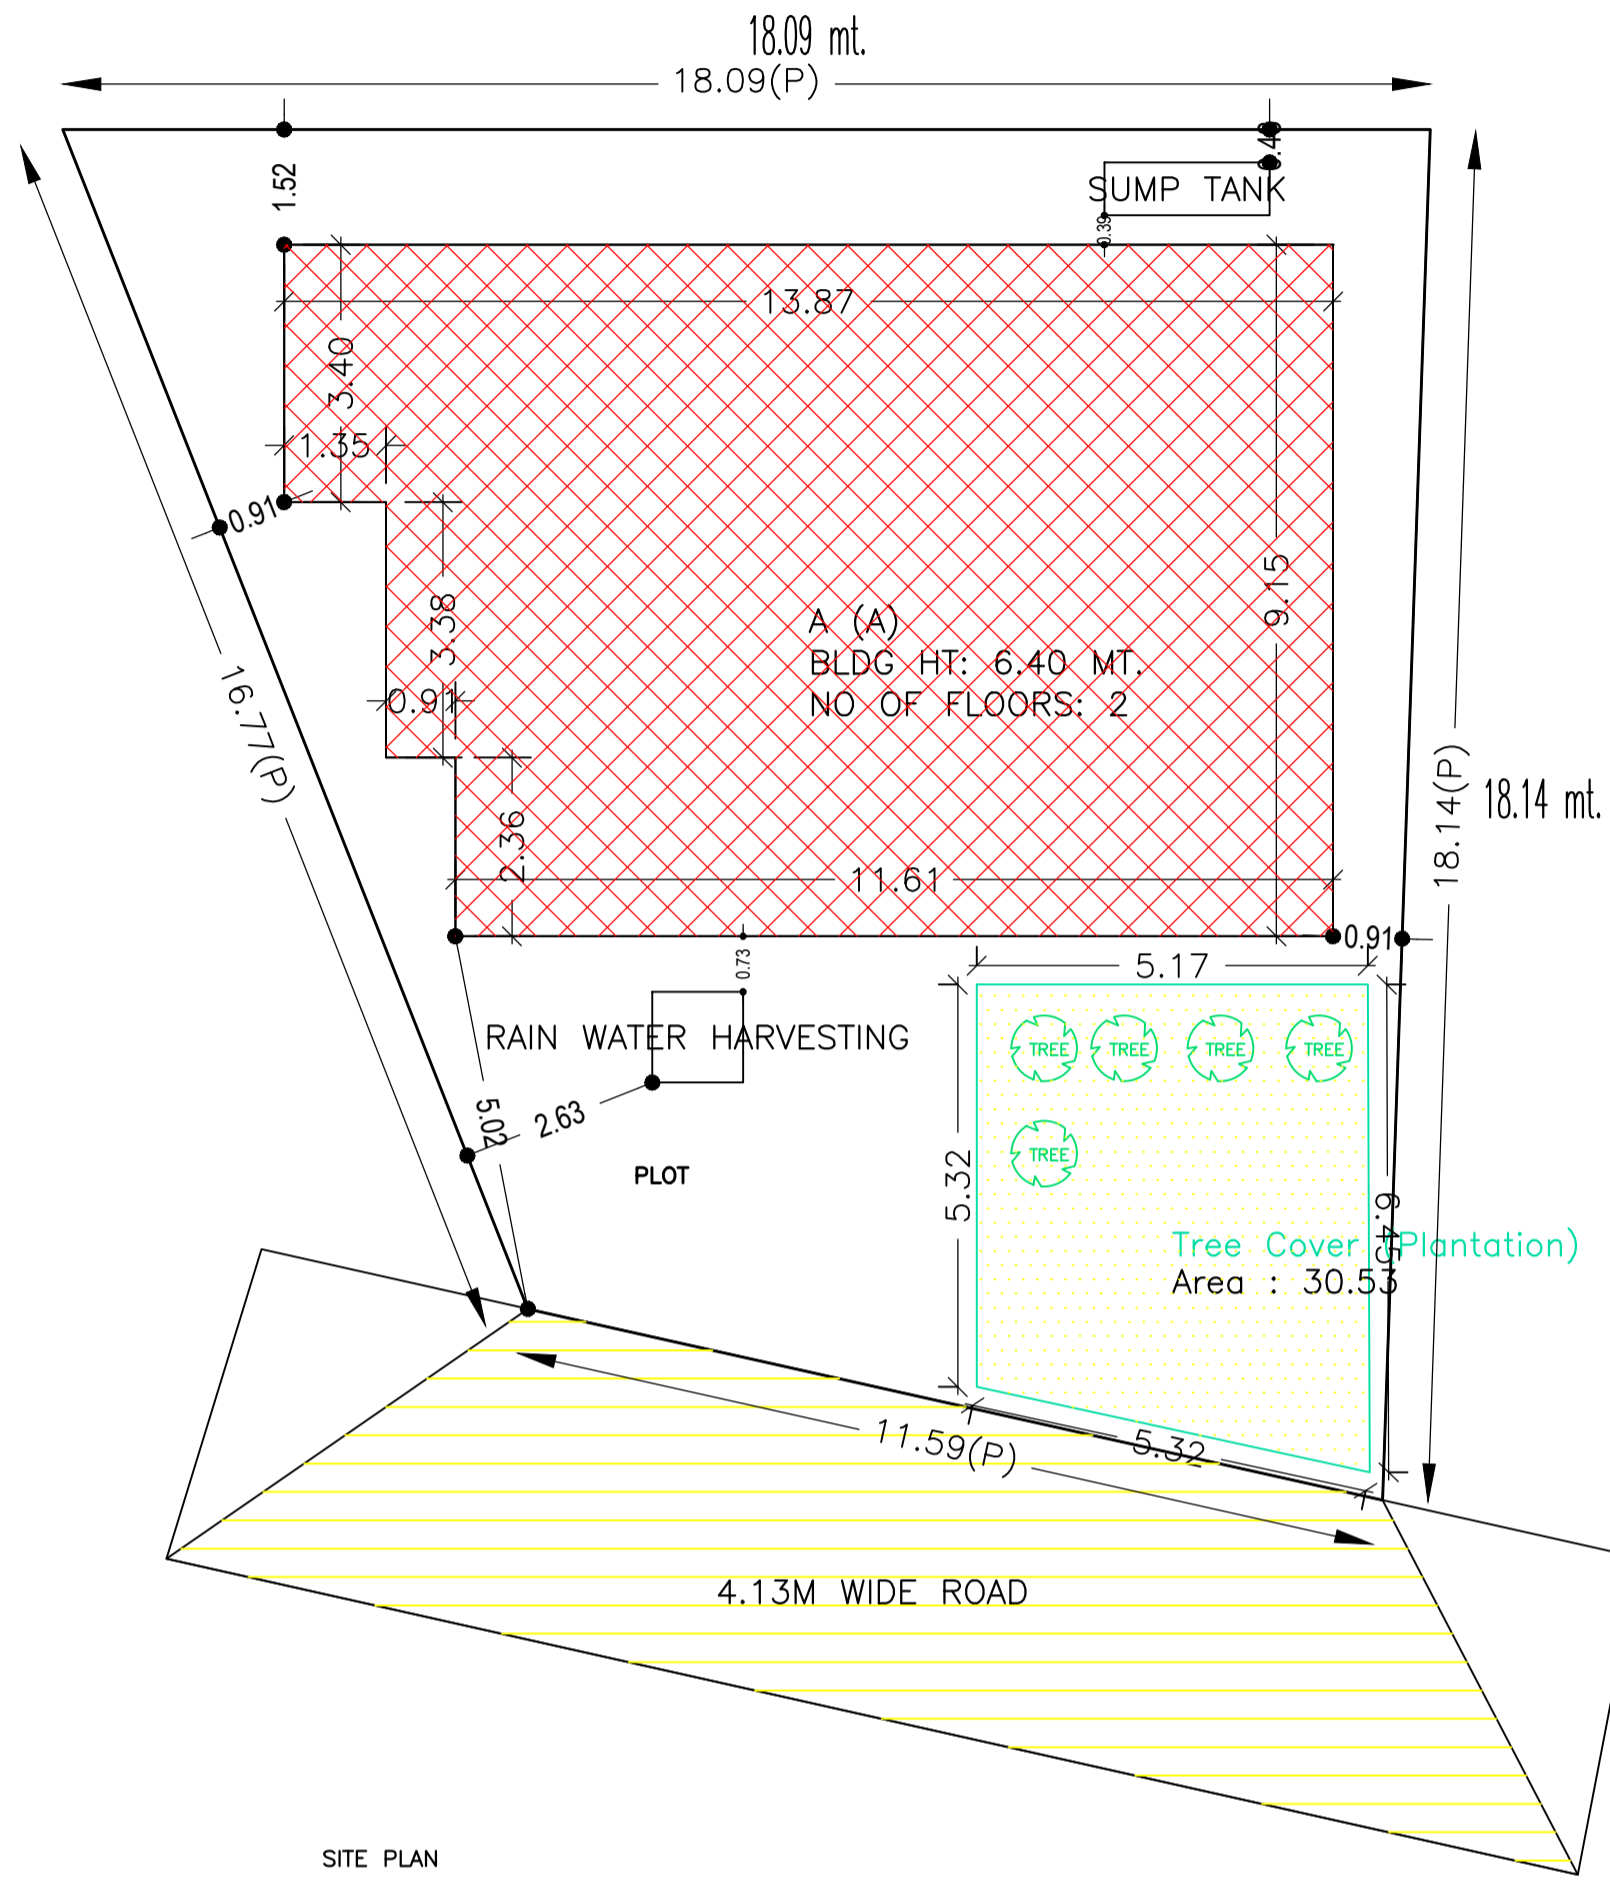 18.09 mt.
18.09(P)
1.52
SUMP TANK
0.39
13.87
3.40
1.35
0.91
9.15
3.38
A (A)
BLDG HT: 6.40 MT.
NO OF FLOORS: 2
0.91
16.77(P)
18.14(P)
18.14 mt.
2.36
11.61
0.91
0.73
5.17
RAIN WATER HARVESTING
TREE TREE TREE TREE
5.02
2.63
TREE
PLOT
5.32
6.45
Tree Cover (Plantation)
Area : 30.53
11.59(P)
5.32
4.13M WIDE ROAD
SITE PLAN